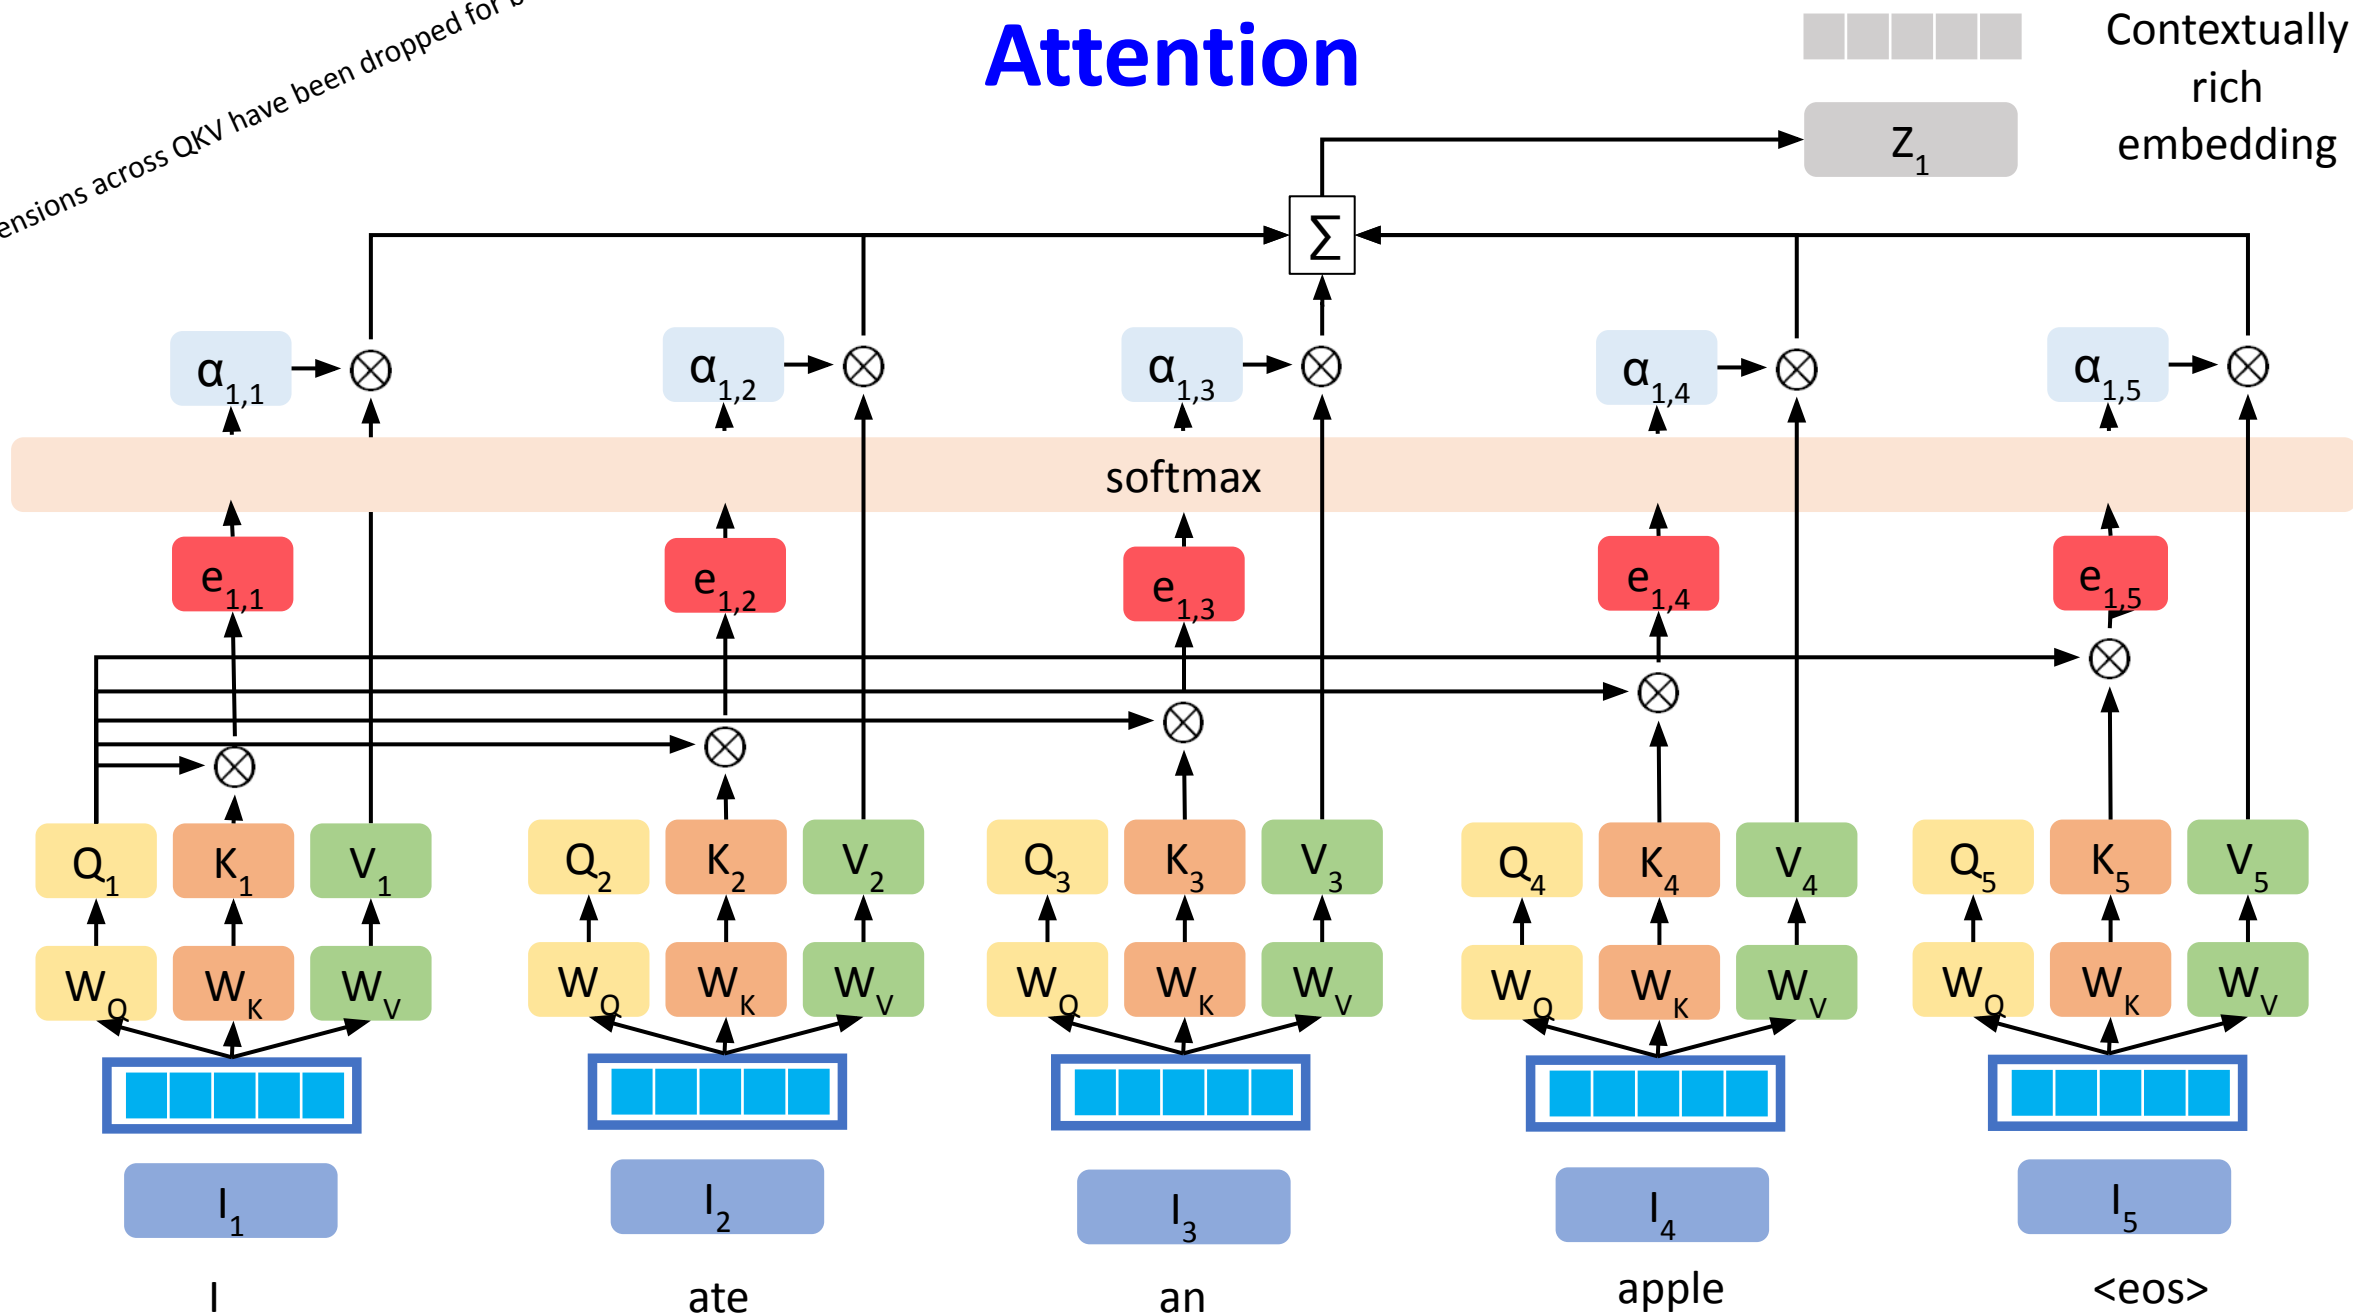 ensions across QKV have been dropped for b
Attention
Contextually
rich
embedding
Z1
∑
α1,1 α1,2 α1,3 α1,4 α1,5
softmax
e1,1 e1,2 e1,3 e1,4 e1,5
Q1 K1 V1 Q2 K2 V2 Q3 K3 V3 Q4 K4 V4 Q5 K5 V5
WQ WK WV WQ WK WV WQ WK WV WQ WK WV WQ WK WV
I1 I2 I3 I4 I5
I ate an apple <eos>